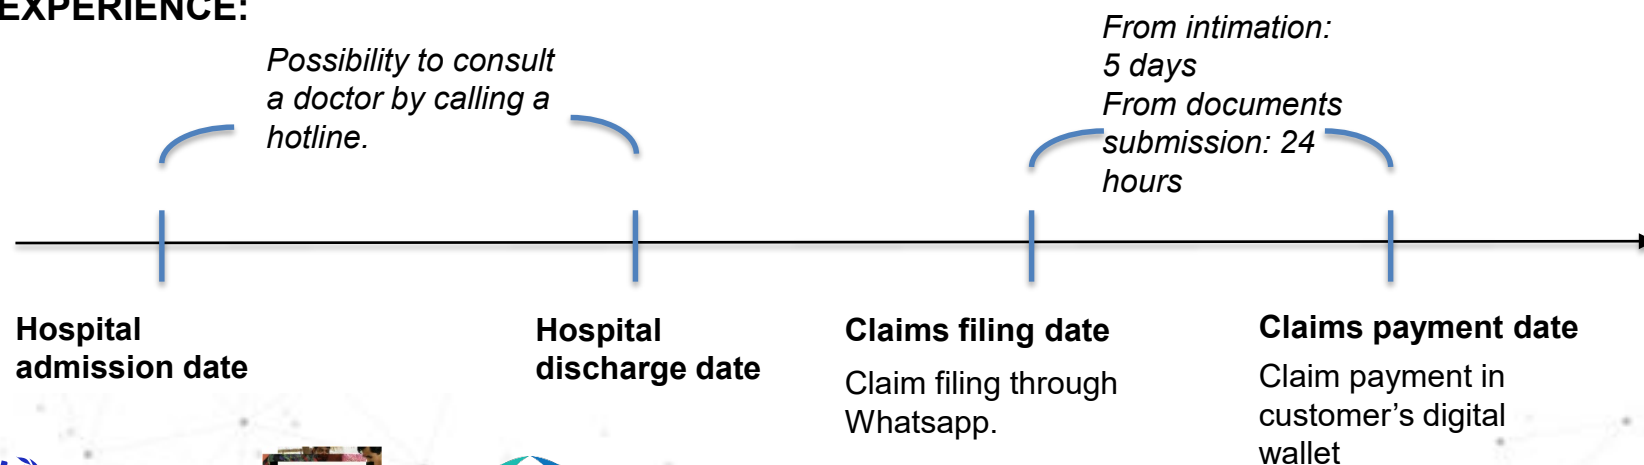 EXPERIENCE:
Possibility to consult
a doctor by calling a
hotline.
From intimation:
5 days
From documents
submission: 24
hours
Hospital
admission date
Hospital
discharge date
Claims filing date
Claim filing through
Whatsapp.
Claims payment date
Claim payment in
customer’s digital
wallet